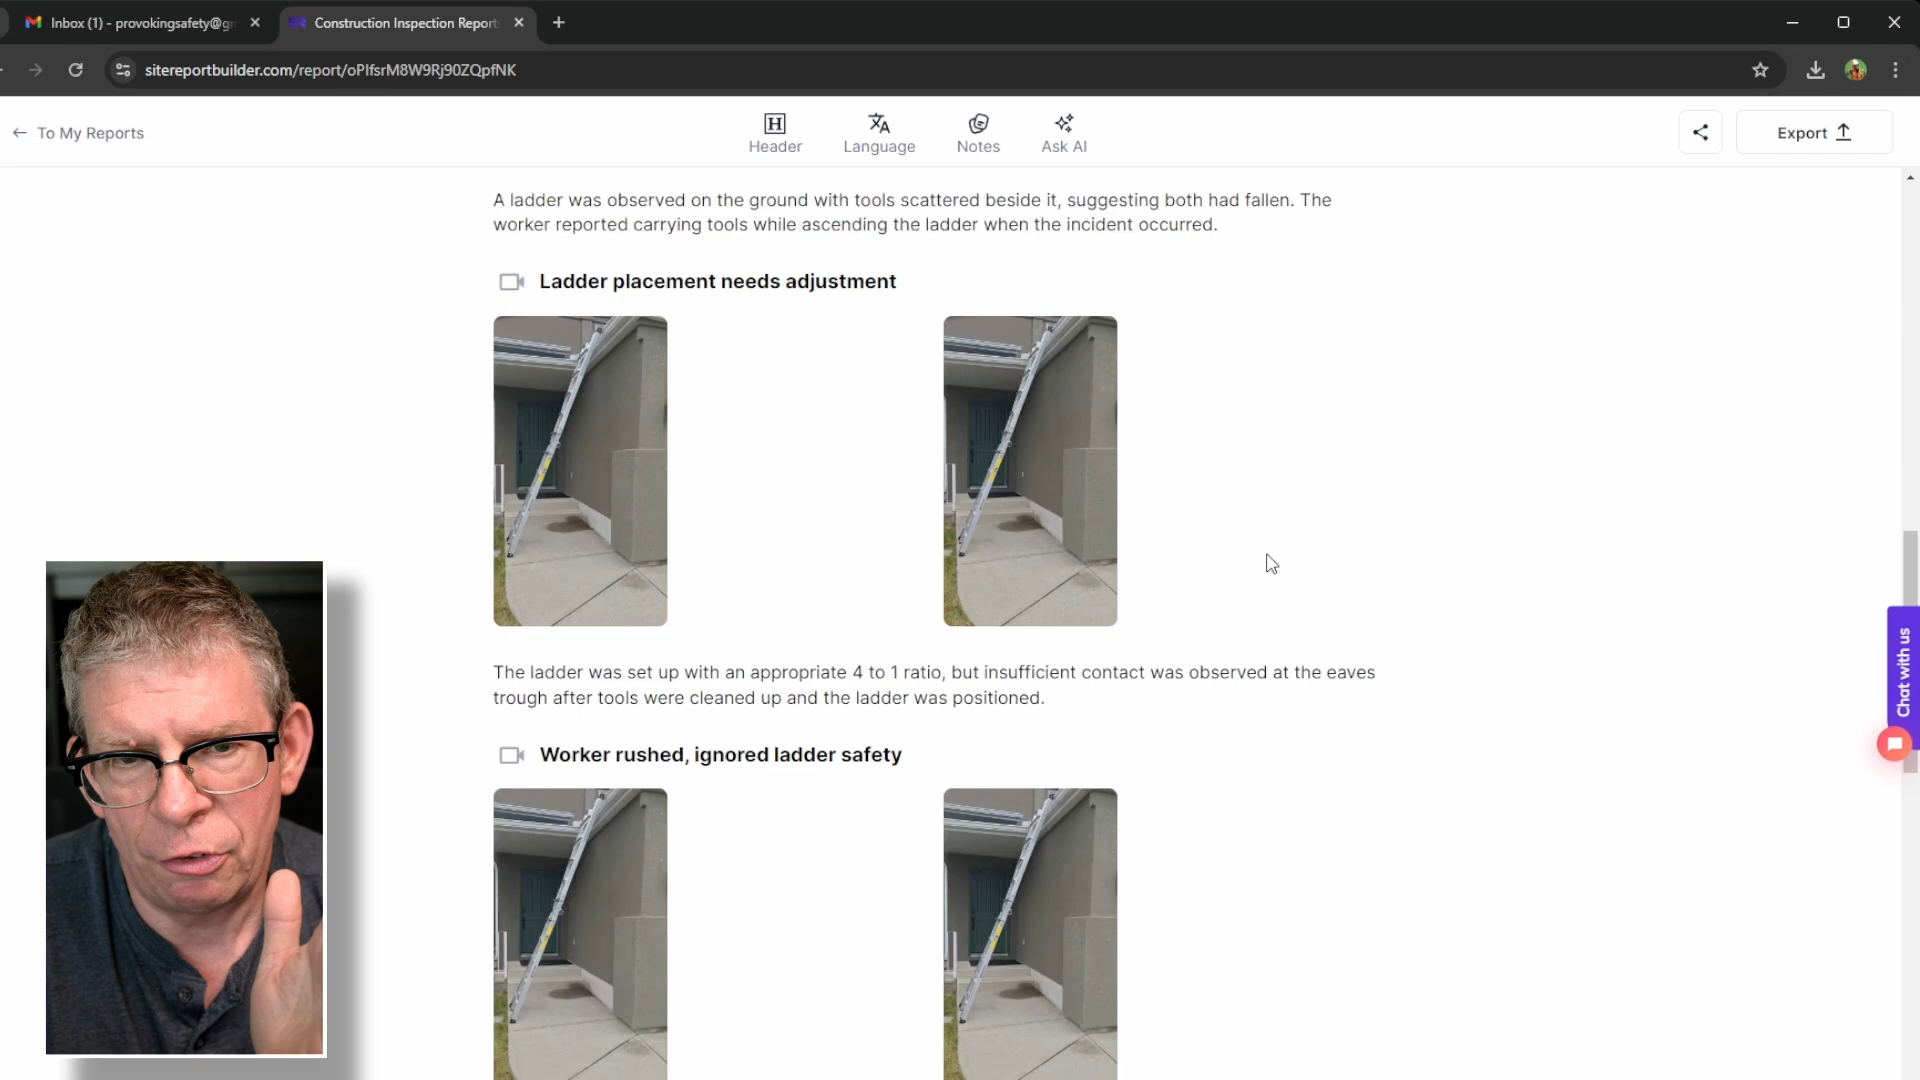 Inbox (1) - provokingsafety@gm
Construction Inspection Report
sitereportbuilder.com/report/oPIfsrM8W9Rj90ZQpfNK
To My Reports
Header
Language
Notes
Ask AI
Export
A ladder was observed on the ground with tools scattered beside it, suggesting both had fallen. The
worker reported carrying tools while ascending the ladder when the incident occurred.
Ladder placement needs adjustment
The ladder was set up with an appropriate 4 to 1 ratio, but insufficient contact was observed at the eaves
trough after tools were cleaned up and the ladder was positioned.
Worker rushed, ignored ladder safety
Chat with us